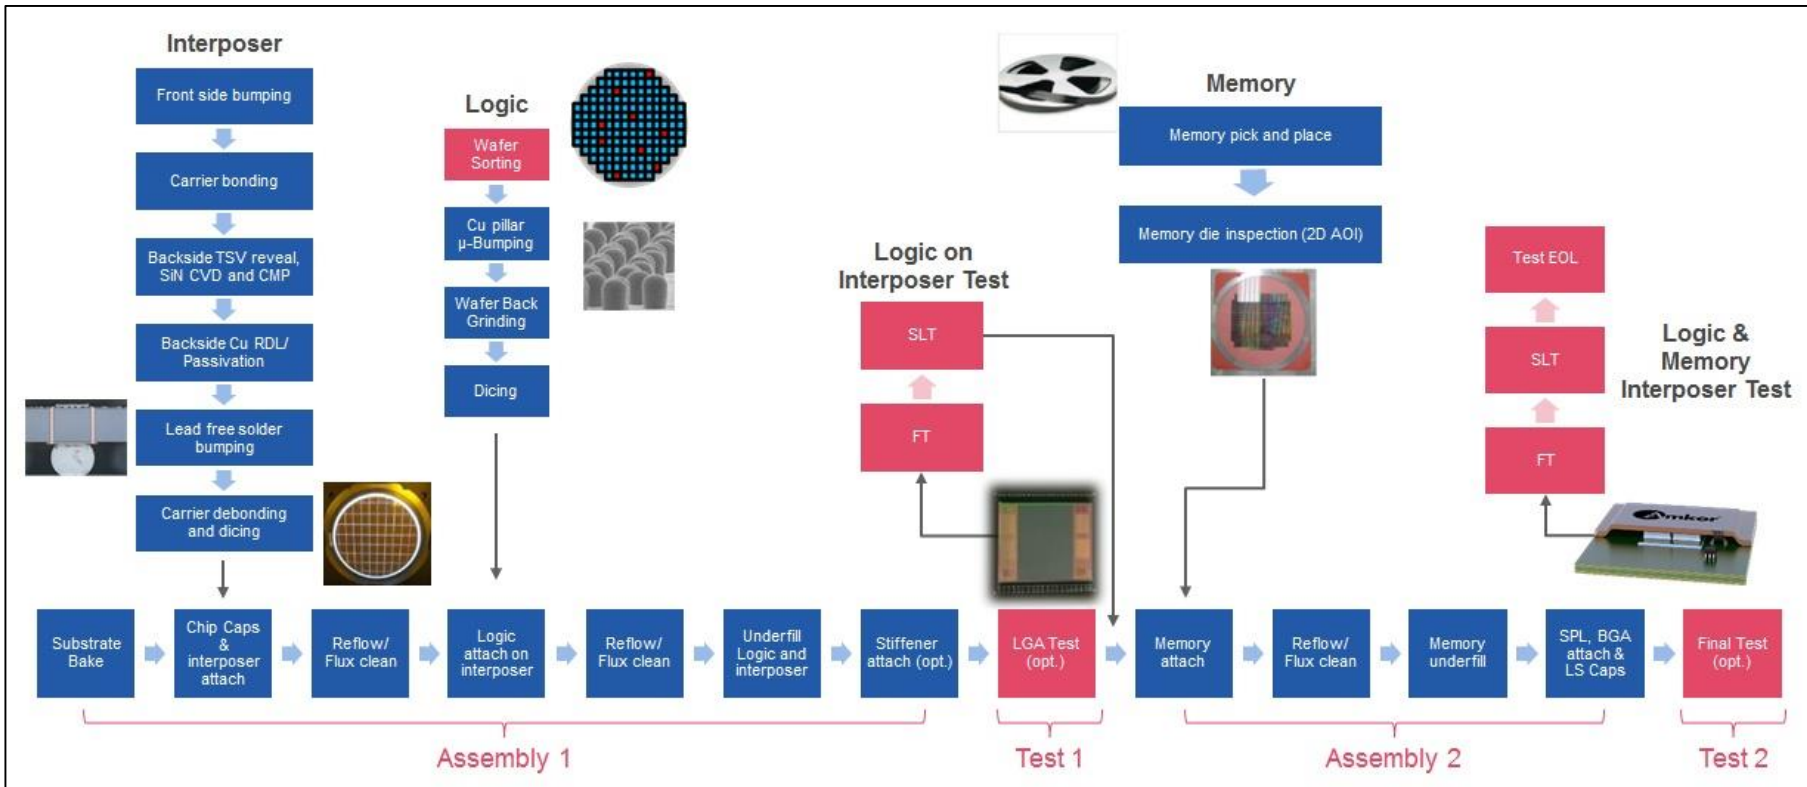 Interposer
Front side bumping
Carrier bonding
Backside TSV reveal,
SiN CVD and CMP
Backside Cu RDL/
Passivation
Lead free solder
bumping
Carrier debonding
and dicing
Logic
Wafer
Sorting
Cu pillar
µ-Bumping
Wafer Back
Grinding
Dicing
Logic on
Interposer Test
SLT
FT
Memory
Memory pick and place
Memory die inspection (2D AOI)
Test EOL
SLT
FT
Logic &
Memory
Interposer Test
Amkor
Substrate
Bake
Chip Caps
&
interposer
attach
Reflow/
Flux clean
Logic
attach on
interposer
Reflow/
Flux clean
Underfill
Logic and
interposer
Stiffener
attach (opt.)
LGA Test
(opt.)
Memory
attach
Reflow/
Flux clean
Memory
underfill
SPL, BGA
attach &
LS Caps
Final Test
(opt.)
Assembly 1
Test 1
Assembly 2
Test 2